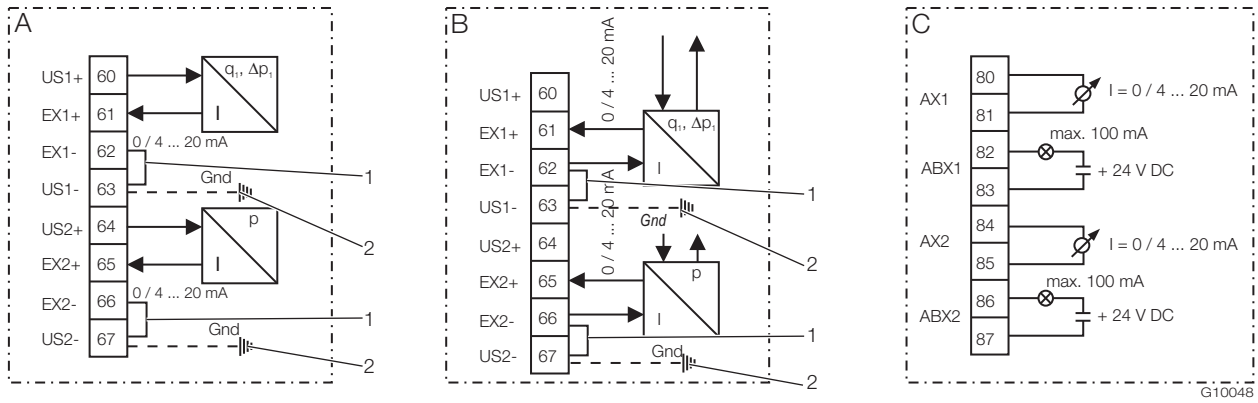 A
US1+ 60 q₁, Δp₁
EX1+ 61 I
EX1- 62 0 / 4 ... 20 mA
1
US1- 63 Gnd
2
US2+ 64 p
EX2+ 65 I
EX2- 66 0 / 4 ... 20 mA
1
US2- 67 Gnd
2
B
0 / 4 ... 20 mA
US1+ 60
EX1+ 61 q₁, Δp₁
EX1- 62 I
1
US1- 63 Gnd
2
0 / 4 ... 20 mA
US2+ 64
EX2+ 65 p
EX2- 66 I
1
US2- 67 Gnd
2
C
AX1 80 81 I = 0 / 4 ... 20 mA
max. 100 mA
ABX1 82 83 + 24 V DC
AX2 84 85 I = 0 / 4 ... 20 mA
max. 100 mA
ABX2 86 87 + 24 V DC
G10048